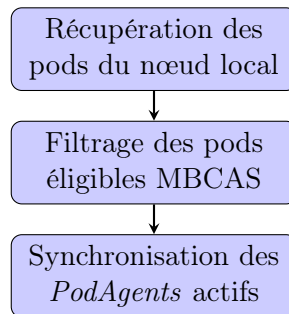 Récupération des
pods du nœud local
Filtrage des pods
éligibles MBCAS
Synchronisation des
PodAgents actifs